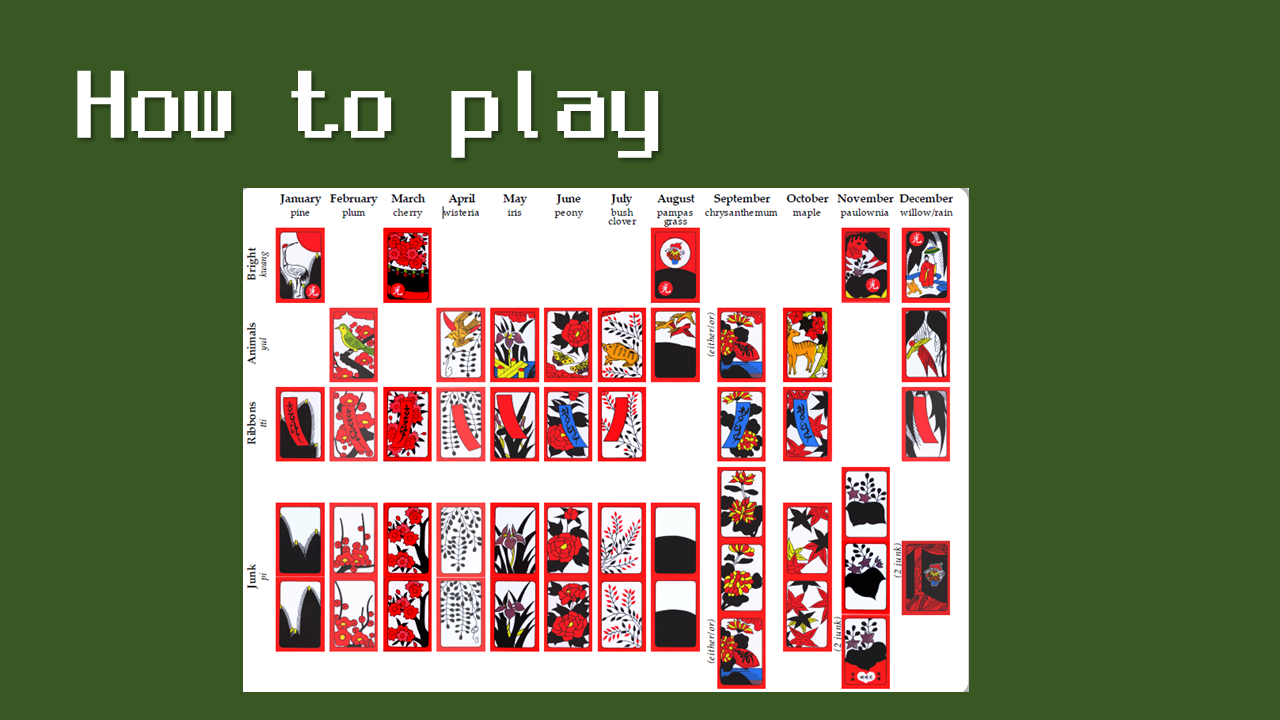 How to play
January February March April May June July August September October November December
pine plum cherry wisteria iris peony bush clover pampas grass chrysanthemum maple paulownia willow/rain
Bright
kwang
光 光 光 光 光
Animals
yul
(either/or)
Ribbons
tti
Junk
pi
(2 junk)
(either/or)
(2 junk)